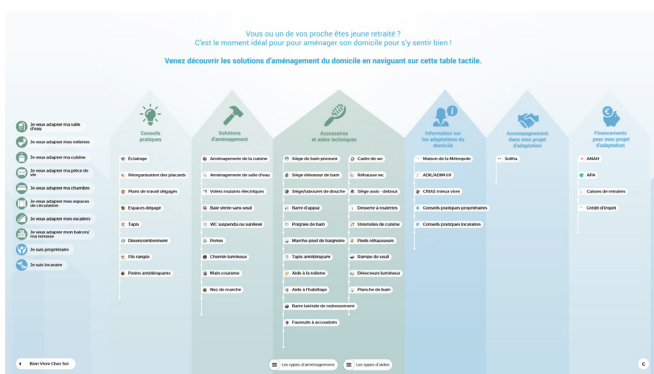 Vous ou un de vos proche êtes jeune retraité ?
C'est le moment idéal pour pour aménager son domicile pour s'y sentir bien !
Venez découvrir les solutions d'aménagement du domicile en naviguant sur cette table tactile.
Je veux adapter ma salle
d'eau
Je veux adapter mes toilettes
Je veux adapter ma cuisine
Je veux adapter ma pièce de
vie
Je veux adapter ma chambre
Je veux adapter mes espaces
de circulation
Je veux adapter mes escaliers
Je veux adapter mon balcon/
ma terrasse
Je suis propriétaire
Je suis locataire
Conseils
pratiques
Éclairage
Réorganisation des placards
Plans de travail dégagés
Espaces dégagé
Tapis
Désencombrement
Fils rangés
Patins antidérapants
Solutions
d'aménagement
Aménagement de la cuisine
Aménagement de salle d'eau
Volets roulants électriques
Baie vitrée sans seuil
WC suspendu ou surélevé
Portes
Chemin lumineux
Main courante
Nez de marche
Accessoires
et aides techniques
Siège de bain pivotant
Siège élévateur de bain
Siège/tabouret de douche
Barre d'appui
Poignée de bain
Marche-pied de baignoire
Tapis antidérapant
Aide à la toilette
Aide à l'habillage
Barre latérale de redressement
Fauteuils à accoudoirs
Cadre de wc
Réhausse wc
Siège assis - debout
Desserte à roulettes
Ustensiles de cuisine
Pieds réhausseurs
Rampe de seuil
Détecteurs lumineux
Planche de bain
Information sur
les adaptations du
domicile
Maison de la Métropole
ADIL/ADIM 69
CRIAS mieux vivre
Conseils pratiques propriétaires
Conseils pratiques locataires
Accompagnement
dans mon projet
d'adaptation
Soliha
Financements
pour mon projet
d'adaptation
ANAH
APA
Caisses de retraites
Crédit d'impôt
Bien Vivre Chez Soi
Les types d'aménagement
Les types d'aides